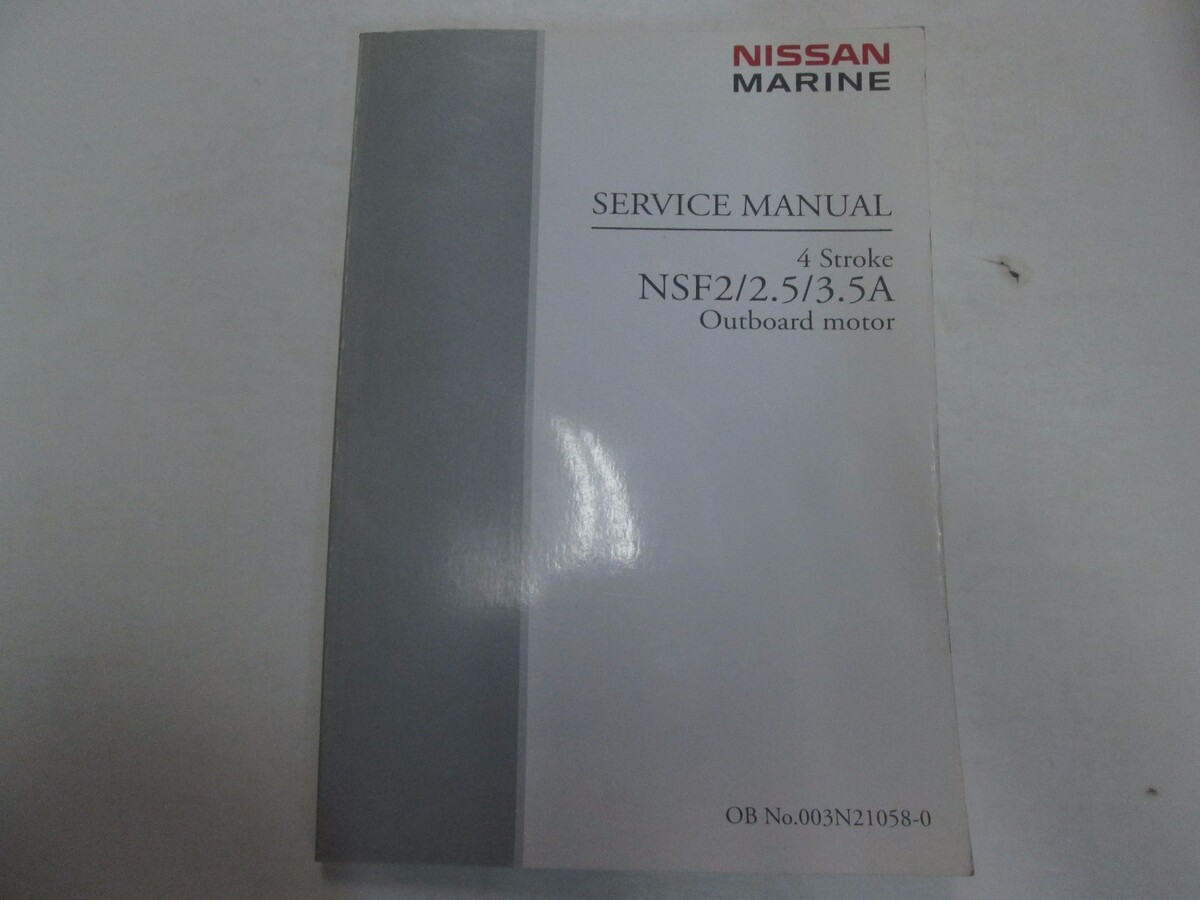 NISSAN
MARINE
SERVICE MANUAL
4 Stroke
NSF2/2.5/3.5A
Outboard motor
OB No.003N21058-0